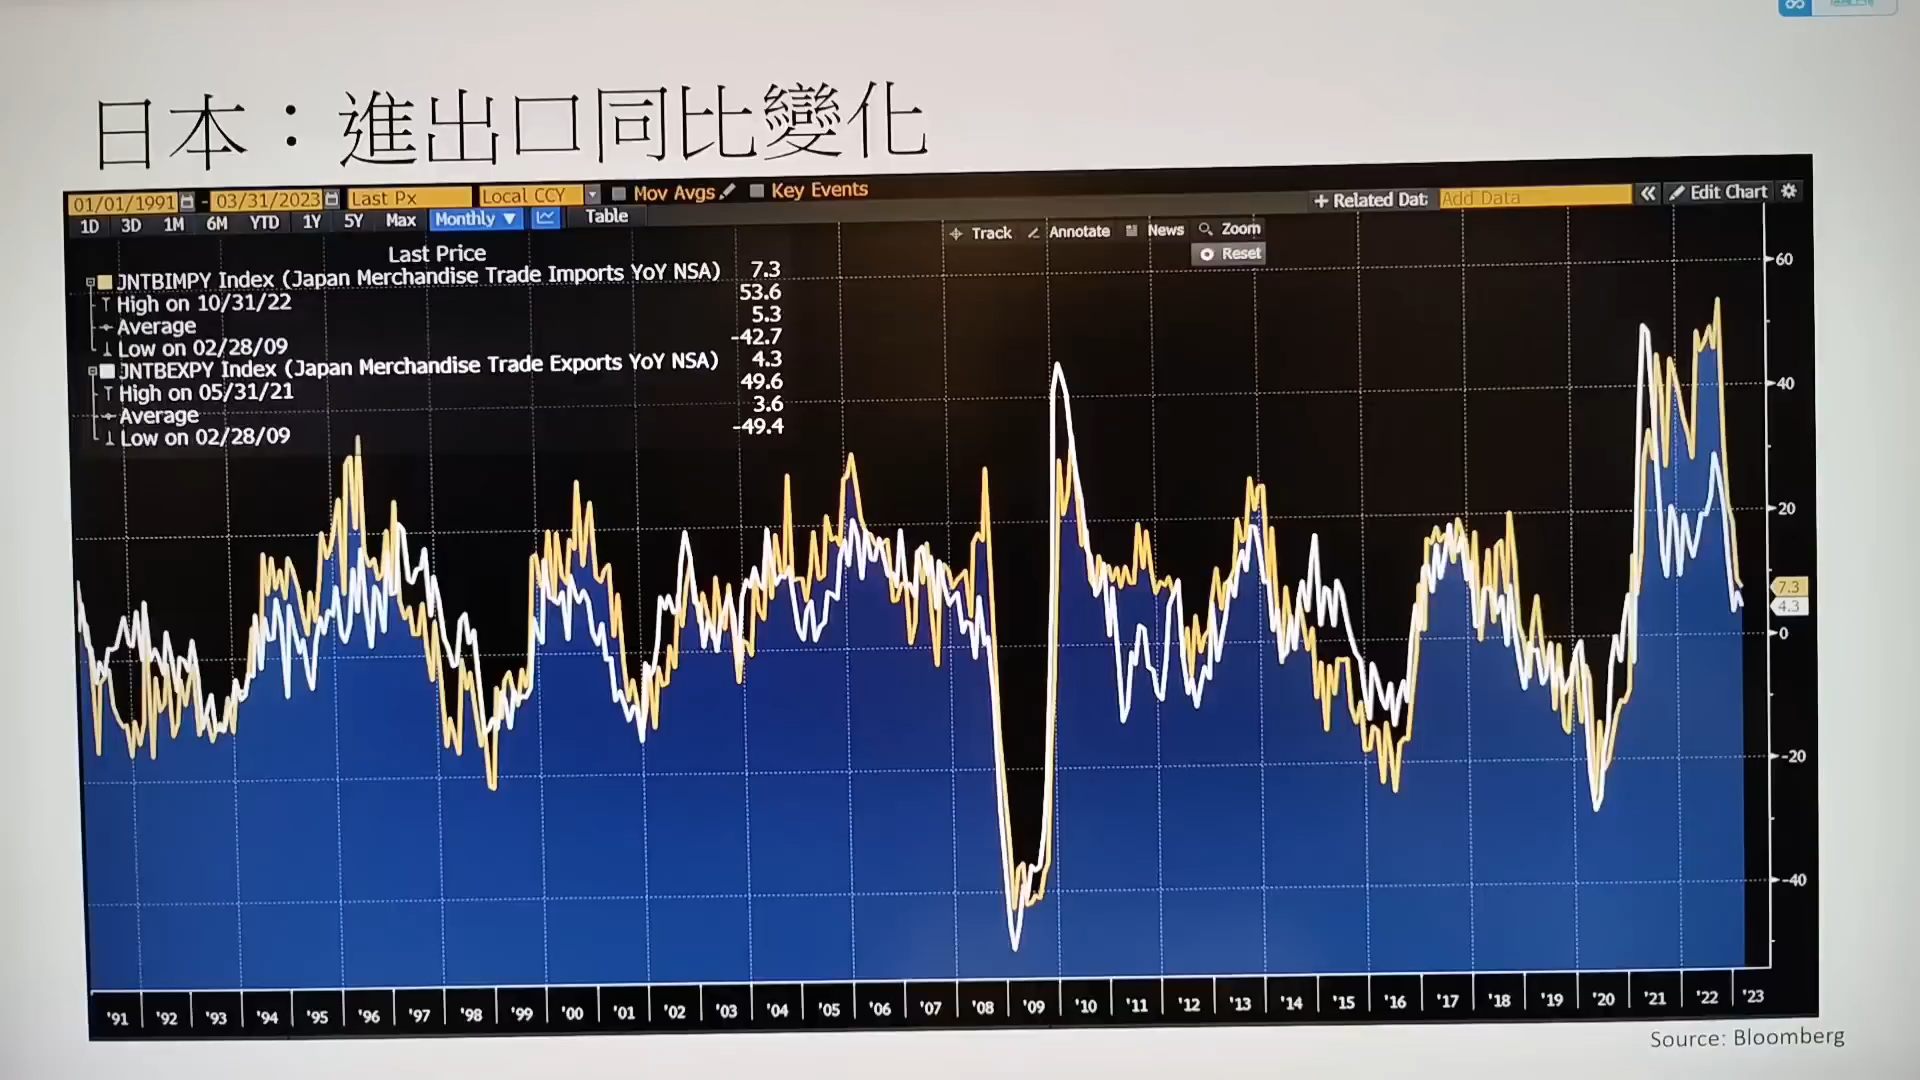 日本：進出口同比變化
01/01/1991 - 03/31/2023 Last Px Local CCY Mov Avgs Key Events + Related Dat: Add Data « Edit Chart
1D 3D 1M 6M YTD 1Y 5Y Max Monthly ▼ Table
Track Annotate News Zoom
Reset
Last Price
JNTBIMPY Index (Japan Merchandise Trade Imports YoY NSA) 7.3
High on 10/31/22 53.6
Average 5.3
Low on 02/28/09 -42.7
JNTBEXPY Index (Japan Merchandise Trade Exports YoY NSA) 4.3
High on 05/31/21 49.6
Average 3.6
Low on 02/28/09 -49.4
60
40
20
7.3
4.3
0
-20
-40
'91 '92 '93 '94 '95 '96 '97 '98 '99 '00 '01 '02 '03 '04 '05 '06 '07 '08 '09 '10 '11 '12 '13 '14 '15 '16 '17 '18 '19 '20 '21 '22 '23
Source: Bloomberg